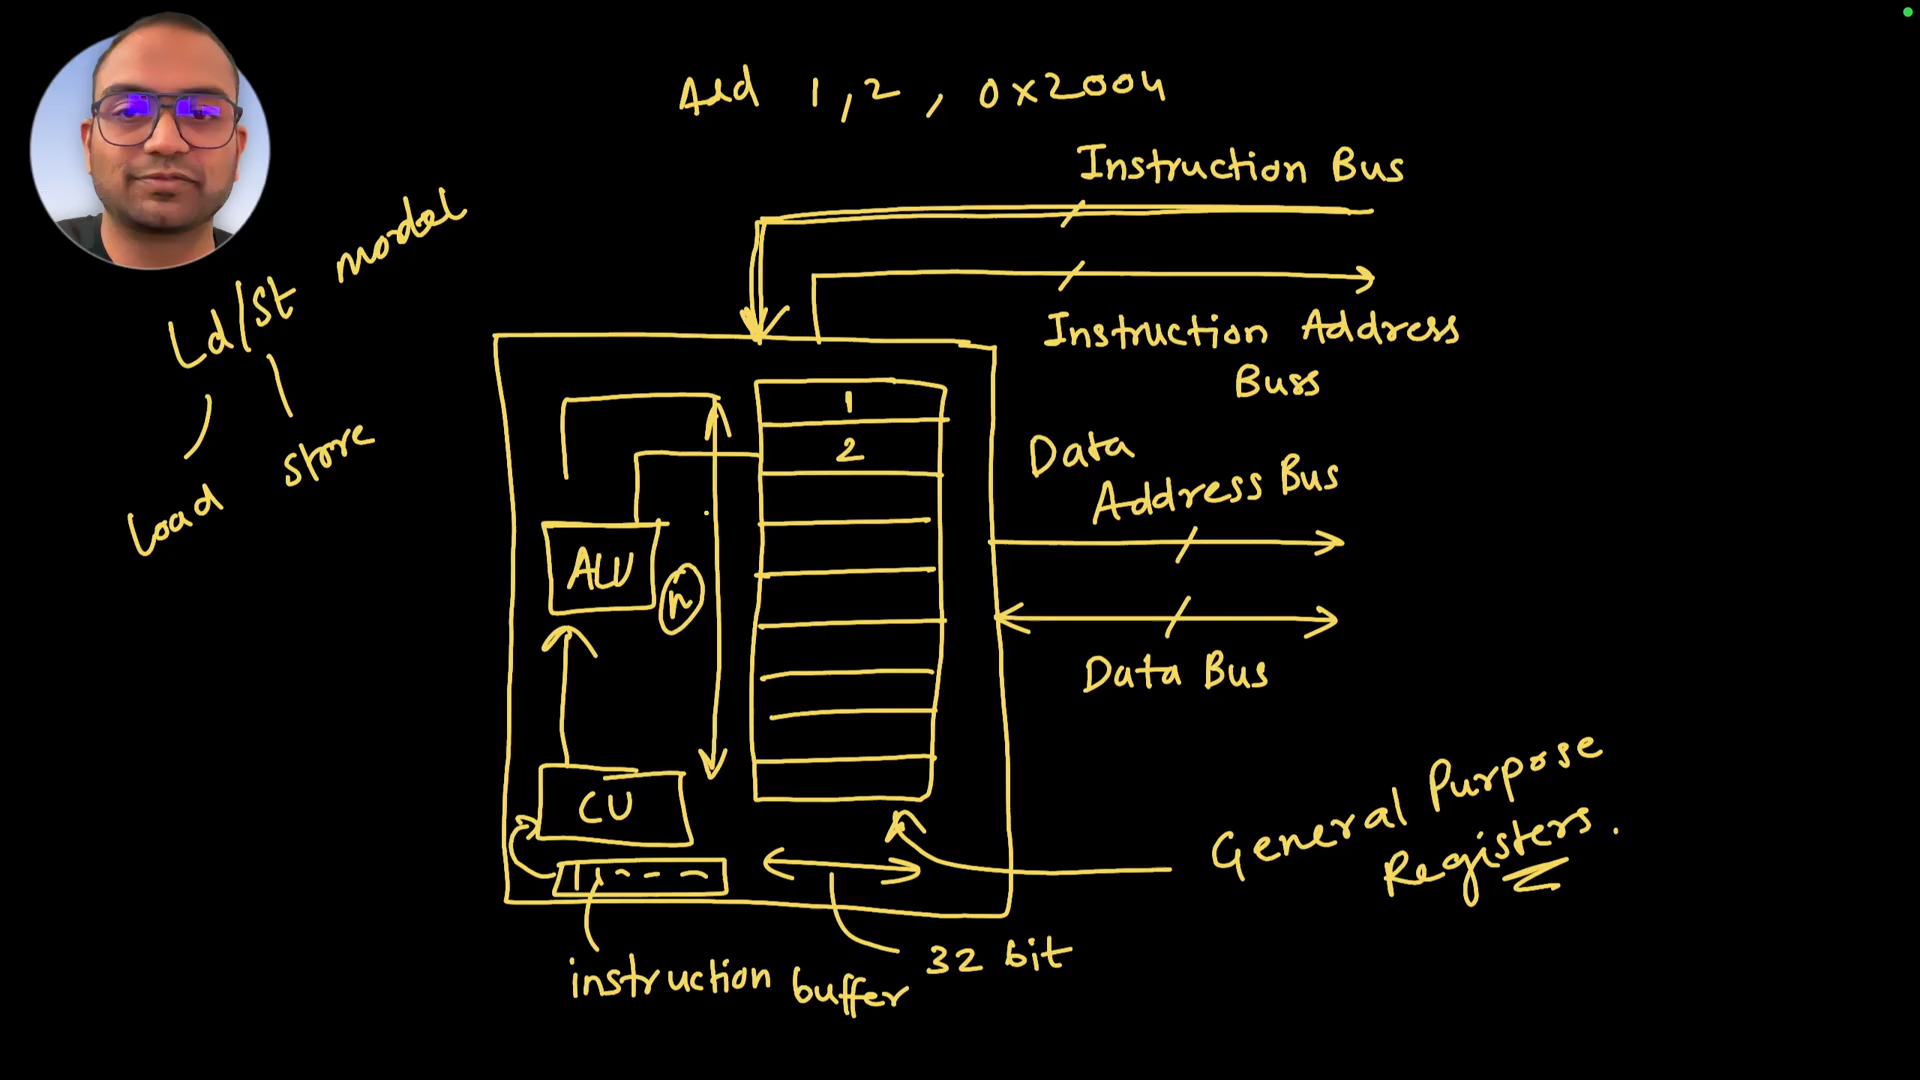 Add 1,2, 0x2004
Instruction Bus
Ld/St model
Load
store
Instruction Address
Buss
1
2
Data
Address Bus
ALU
n
Data Bus
CU
General Purpose
Registers.
32 bit
instruction buffer